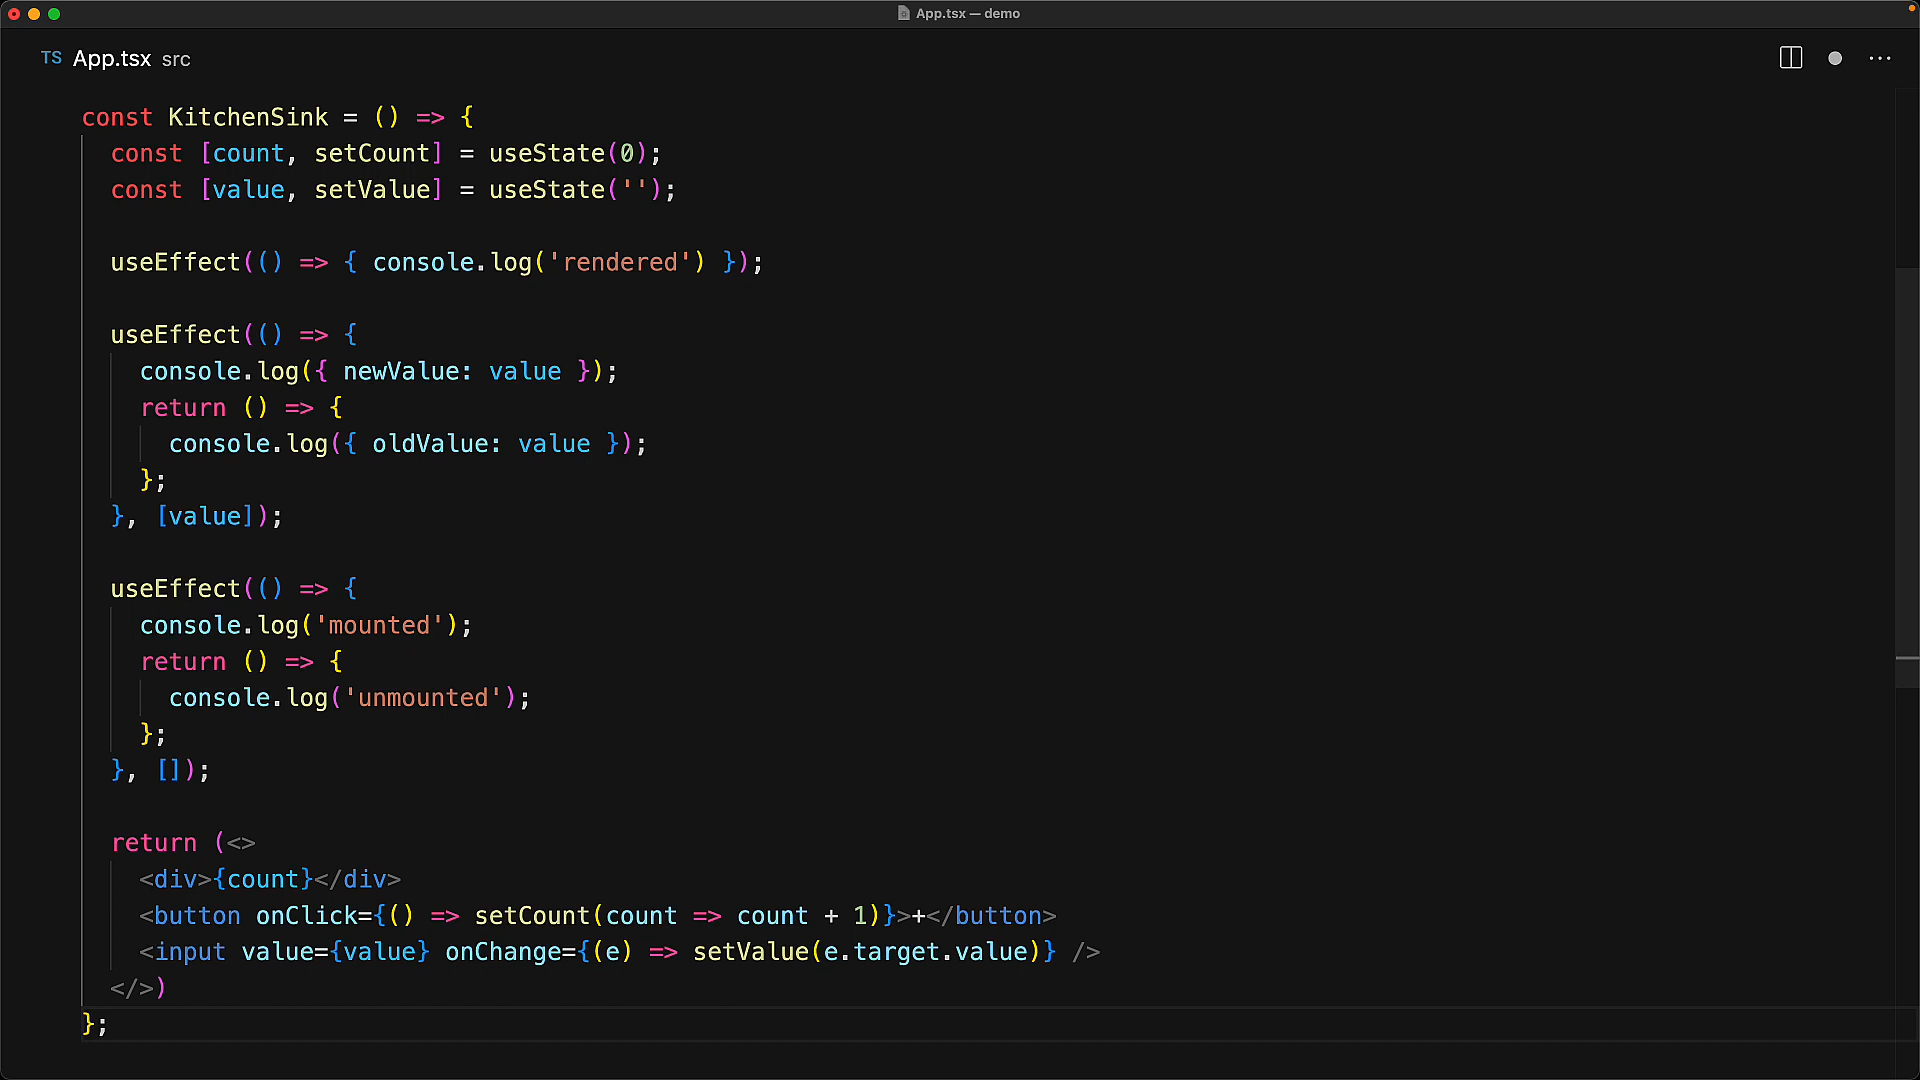 App.tsx — demo
TS App.tsx src
const KitchenSink = () => {
  const [count, setCount] = useState(0);
  const [value, setValue] = useState('');

  useEffect(() => { console.log('rendered') });

  useEffect(() => {
    console.log({ newValue: value });
    return () => {
      console.log({ oldValue: value });
    };
  }, [value]);

  useEffect(() => {
    console.log('mounted');
    return () => {
      console.log('unmounted');
    };
  }, []);

  return (<>
    <div>{count}</div>
    <button onClick={() => setCount(count => count + 1)}>+</button>
    <input value={value} onChange={(e) => setValue(e.target.value)} />
  </>)
};